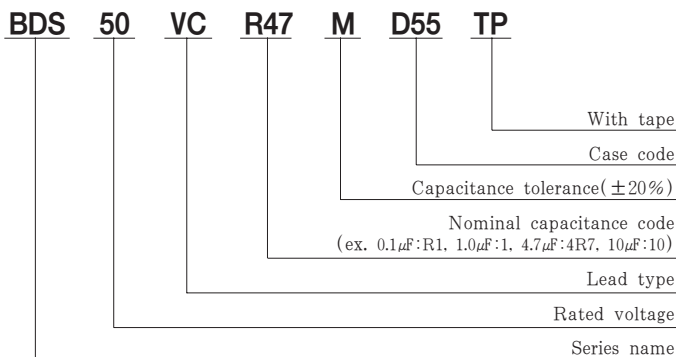 BDS 50 VC R47 M D55 TP
With tape
Case code
Capacitance tolerance(±20%)
Nominal capacitance code
(ex. 0.1μF:R1, 1.0μF:1, 4.7μF:4R7, 10μF:10)
Lead type
Rated voltage
Series name